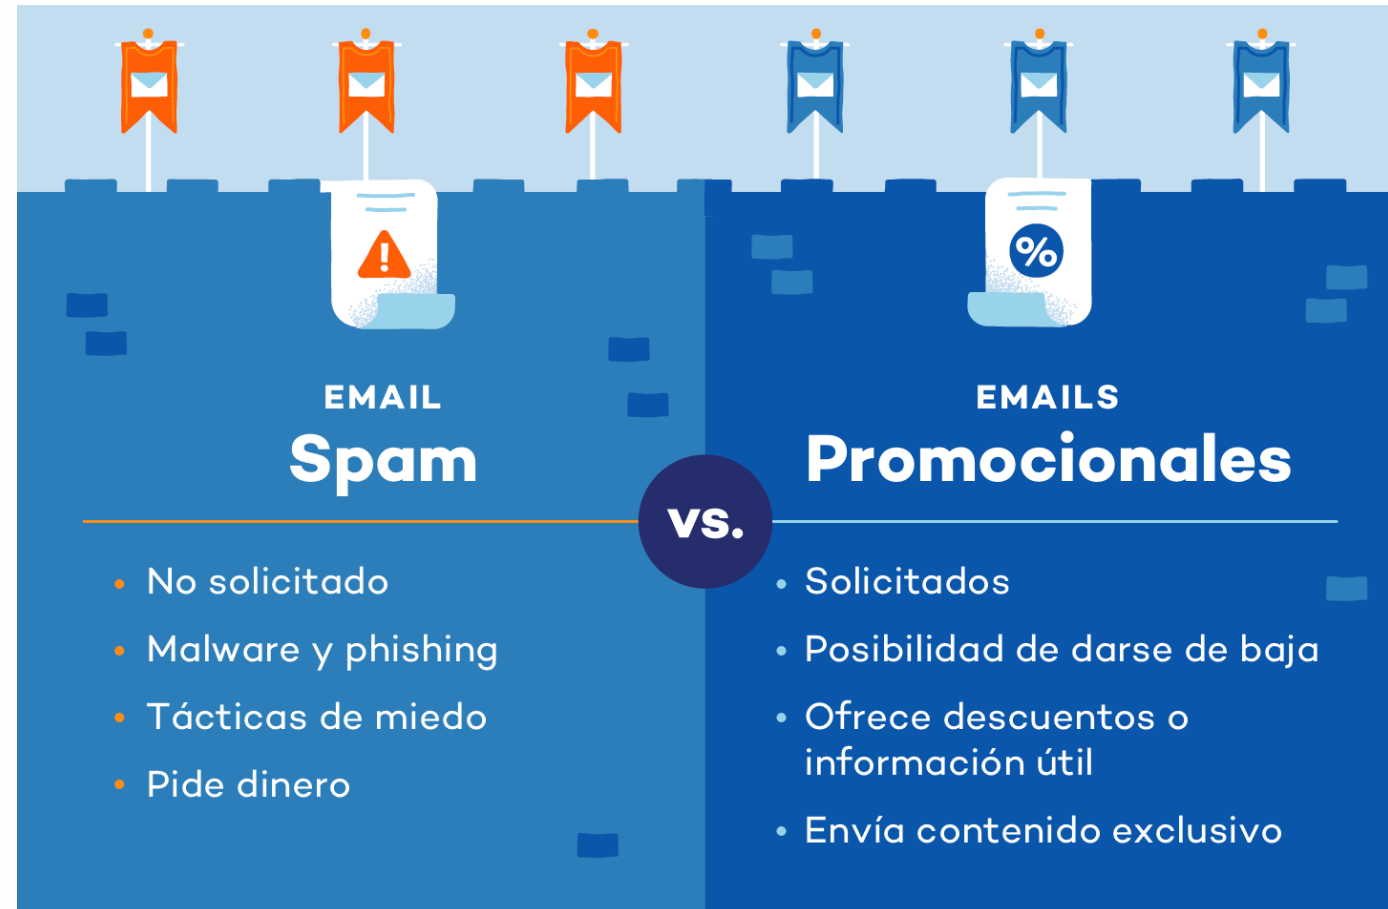 !
%
EMAIL
Spam
EMAILS
Promocionales
vs.
No solicitado
Malware y phishing
Tácticas de miedo
Pide dinero
Solicitados
Posibilidad de darse de baja
Ofrece descuentos o
información útil
Envía contenido exclusivo